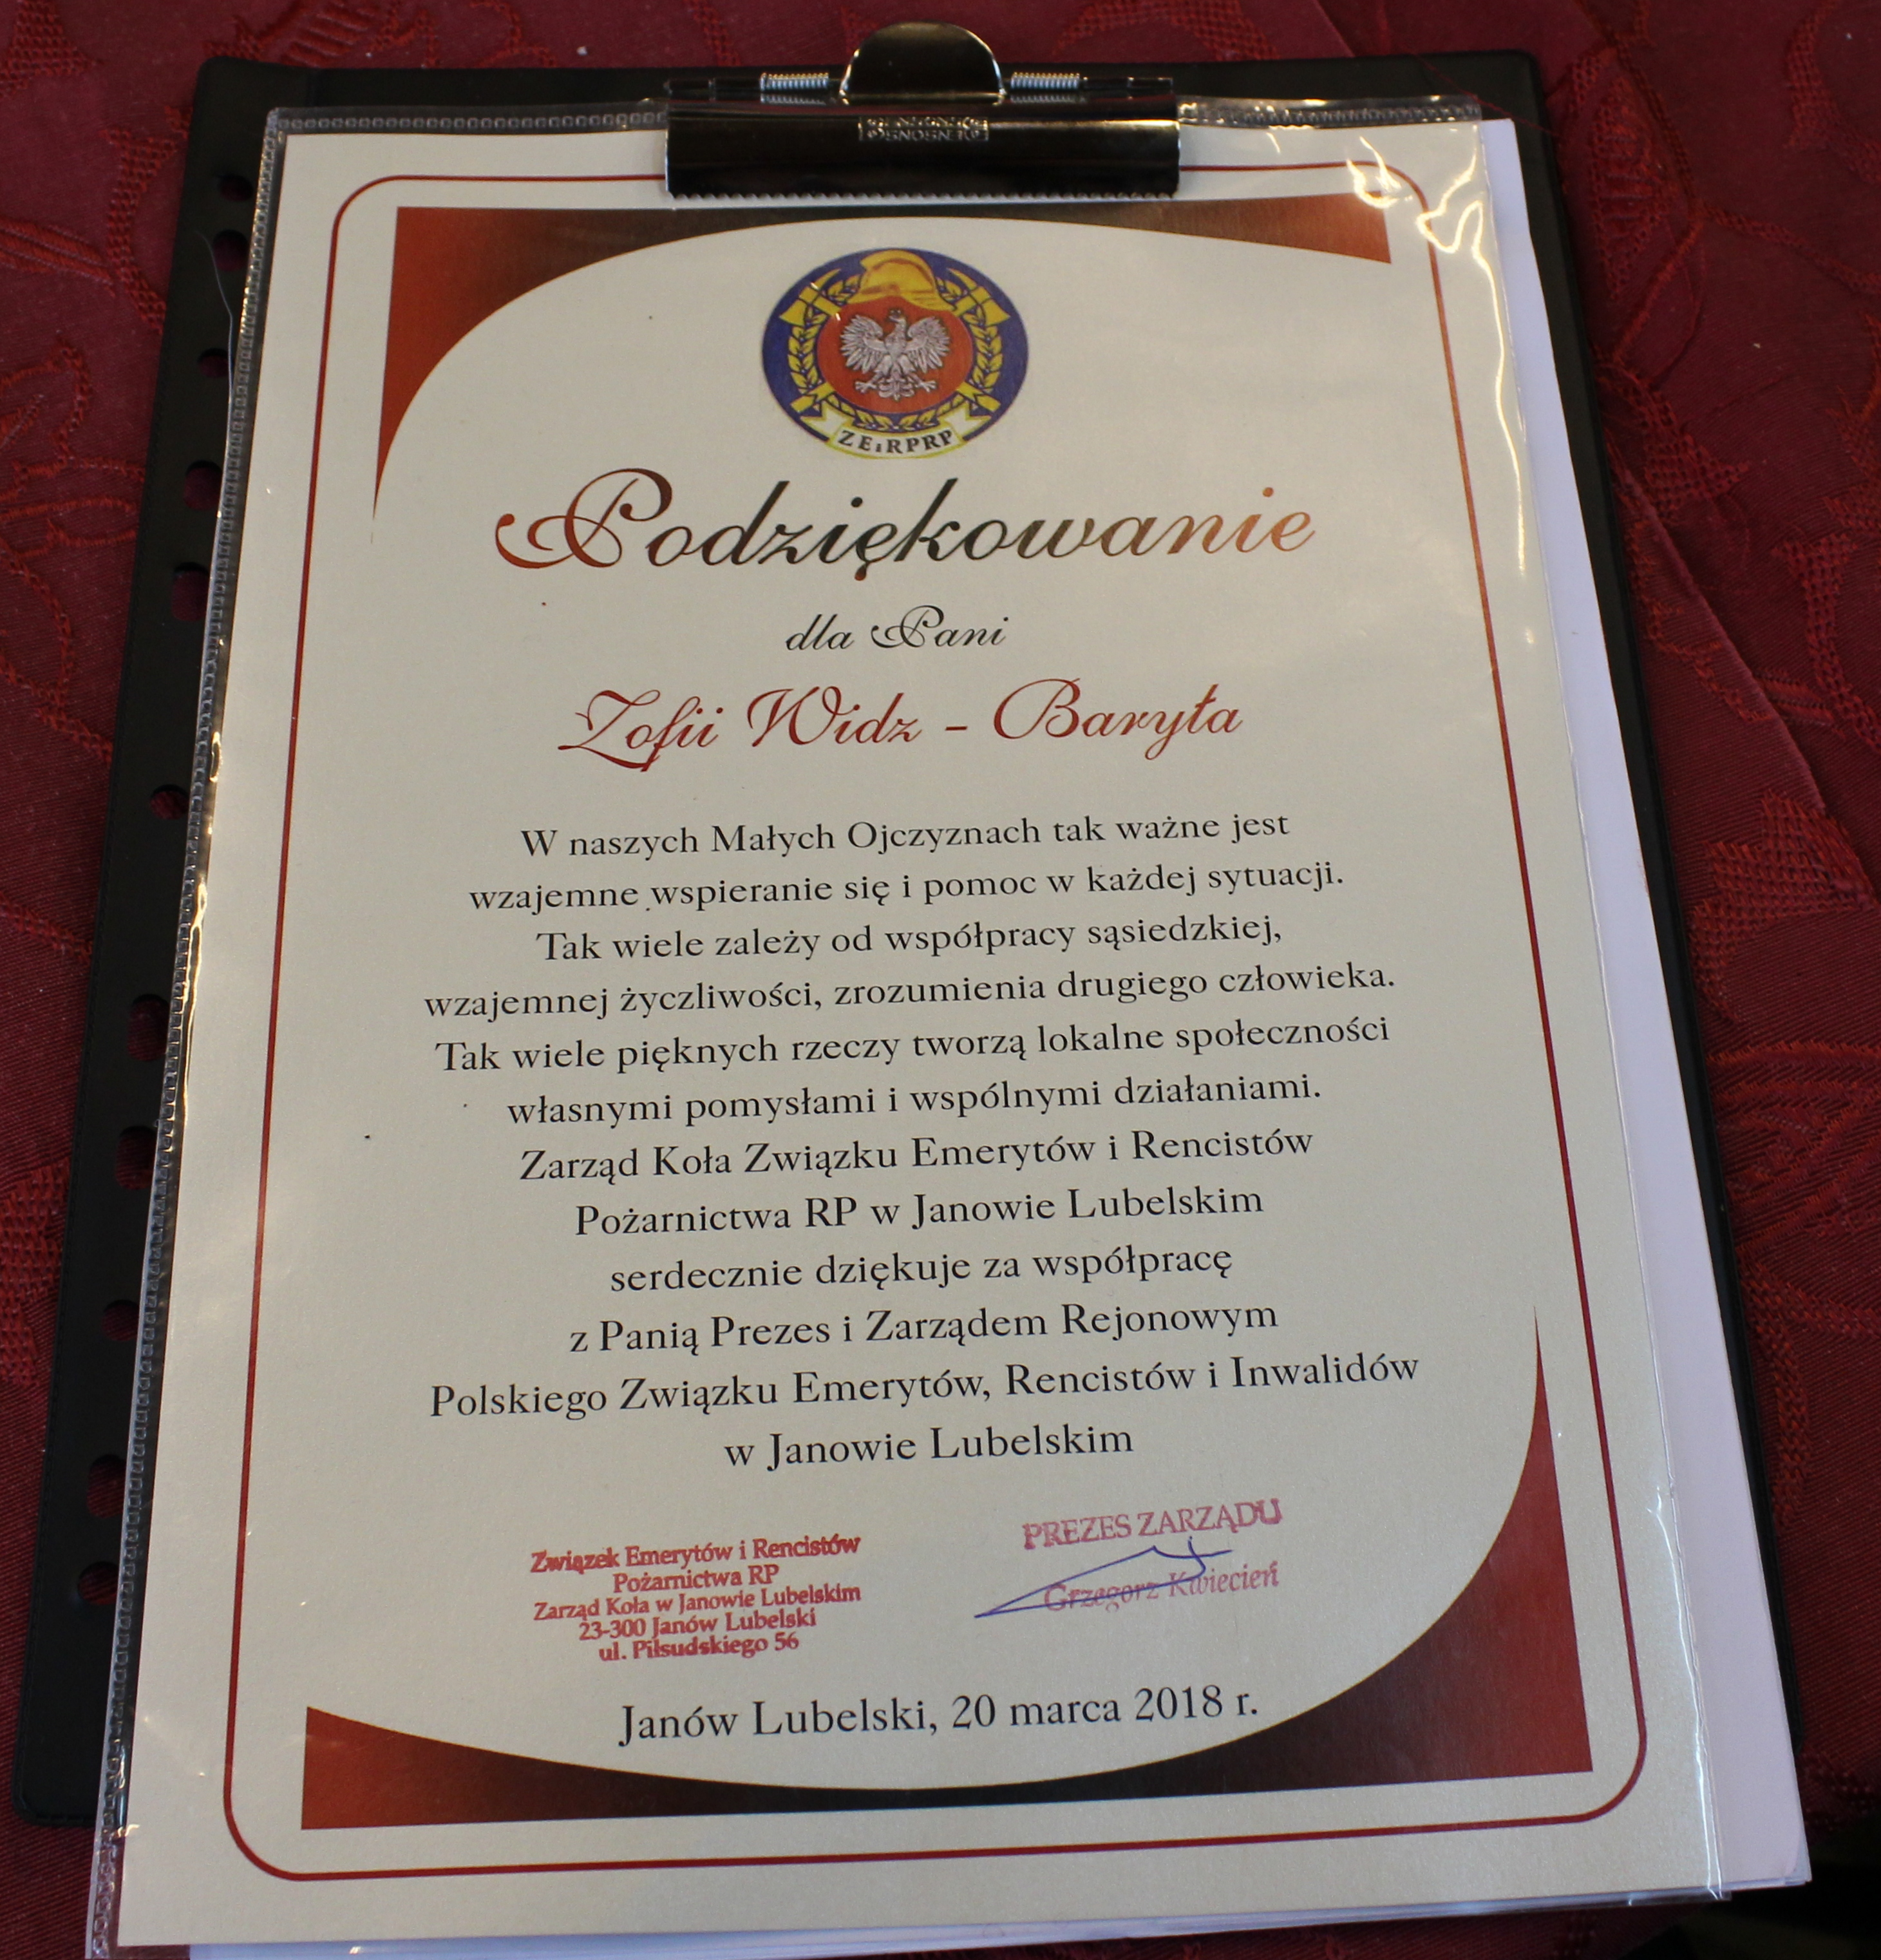 ZEiRPRP
Podziękowanie
dla Pani
Zofii Widz - Baryła
W naszych Małych Ojczyznach tak ważne jest
wzajemne wspieranie się i pomoc w każdej sytuacji.
Tak wiele zależy od współpracy sąsiedzkiej,
wzajemnej życzliwości, zrozumienia drugiego człowieka.
Tak wiele pięknych rzeczy tworzą lokalne społeczności
własnymi pomysłami i wspólnymi działaniami.
Zarząd Koła Związku Emerytów i Rencistów
Pożarnictwa RP w Janowie Lubelskim
serdecznie dziękuje za współpracę
z Panią Prezes i Zarządem Rejonowym
Polskiego Związku Emerytów, Rencistów i Inwalidów
w Janowie Lubelskim
Związek Emerytów i Rencistów
Pożarnictwa RP
Zarząd Koła w Janowie Lubelskim
23-300 Janów Lubelski
ul. Piłsudskiego 56
PREZES ZARZĄDU
Grzegorz Kwiecień
Janów Lubelski, 20 marca 2018 r.